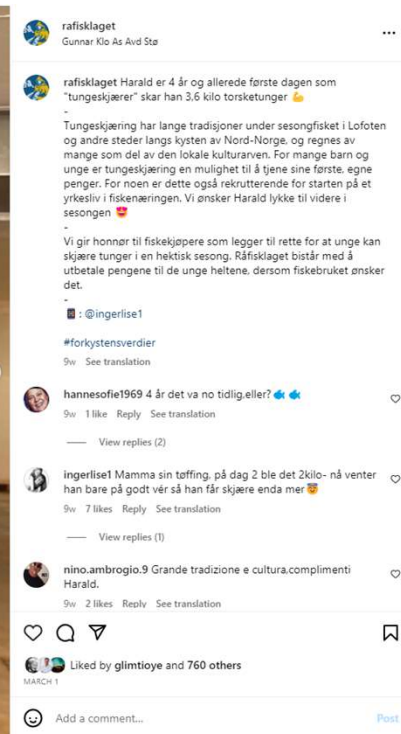 rafisklaget
Gunnar Klo As Avd Stø
rafisklaget Harald er 4 år og allerede første dagen som
"tungeskjærer" skar han 3,6 kilo torsketunger 💪
-
Tungeskjæring har lange tradisjoner under sesongfisket i Lofoten
og andre steder langs kysten av Nord-Norge, og regnes av
mange som del av den lokale kulturarven. For mange barn og
unge er tungeskjæring en mulighet til å tjene sine første, egne
penger. For noen er dette også rekrutterende for starten på et
yrkesliv i fiskenæringen. Vi ønsker Harald lykke til videre i
sesongen 😍
-
Vi gir honnør til fiskekjøpere som legger til rette for at unge kan
skjære tunger i en hektisk sesong. Råfisklaget bistår med å
utbetale pengene til de unge heltene, dersom fiskebruket ønsker
det.
-
: @ingerlise1
#forkystensverdier
9w See translation
hannesofie1969 4 år det va no tidlig,eller? 🐟 🐟
9w 1 like Reply See translation
View replies (2)
ingerlise1 Mamma sin tøffing, på dag 2 ble det 2kilo- nå venter
han bare på godt vér så han får skjære enda mer
9w 7 likes Reply See translation
View replies (1)
nino.ambrogio.9 Grande tradizione e cultura,complimenti
Harald.
9w 2 likes Reply See translation
Liked by glimtioye and 760 others
MARCH 1
Add a comment...
Post